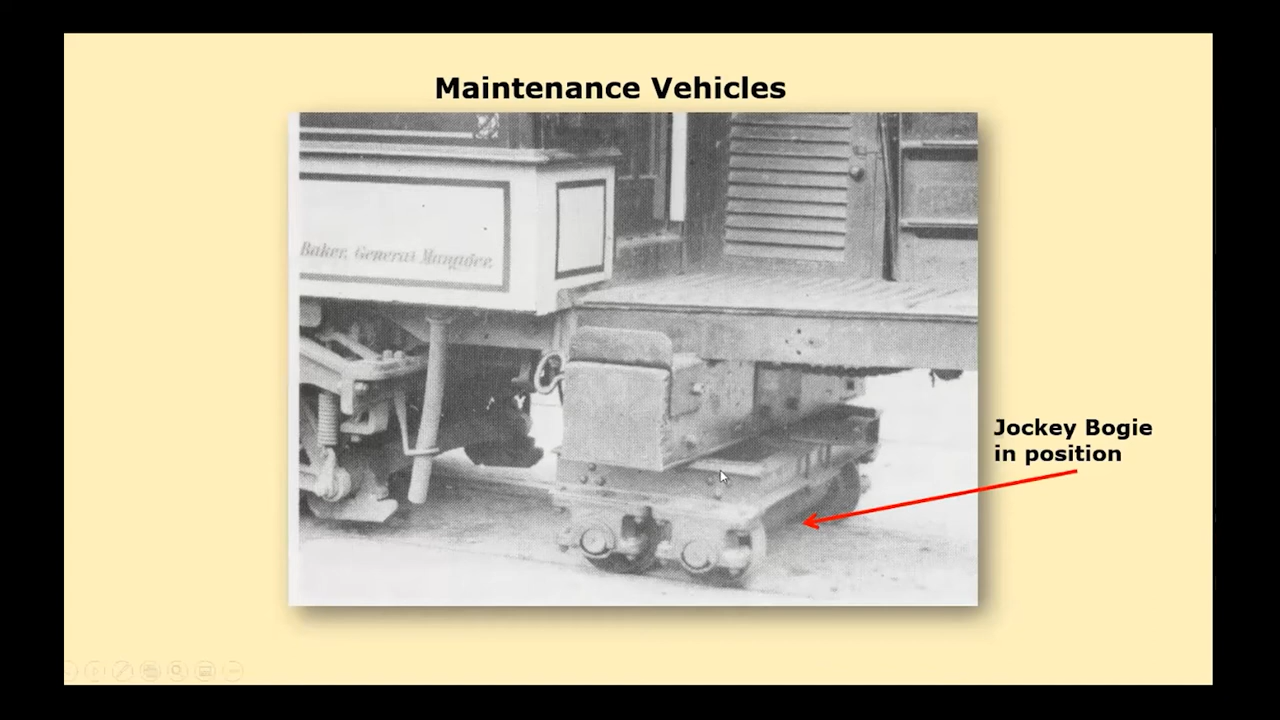 Maintenance Vehicles
Baker, General Manager.
Jockey Bogie
in position